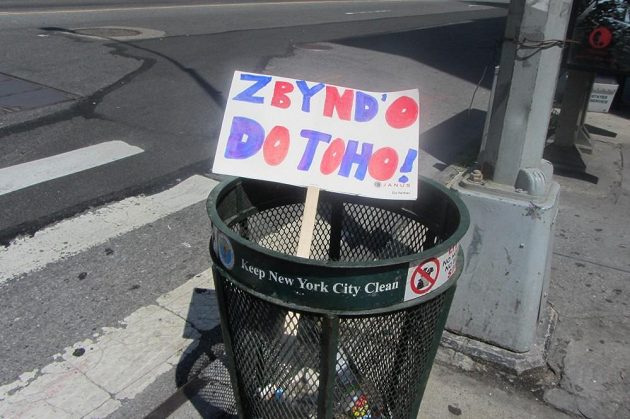 ZBYND'O
DO TOHO!
JANUS
Keep New York City Clean